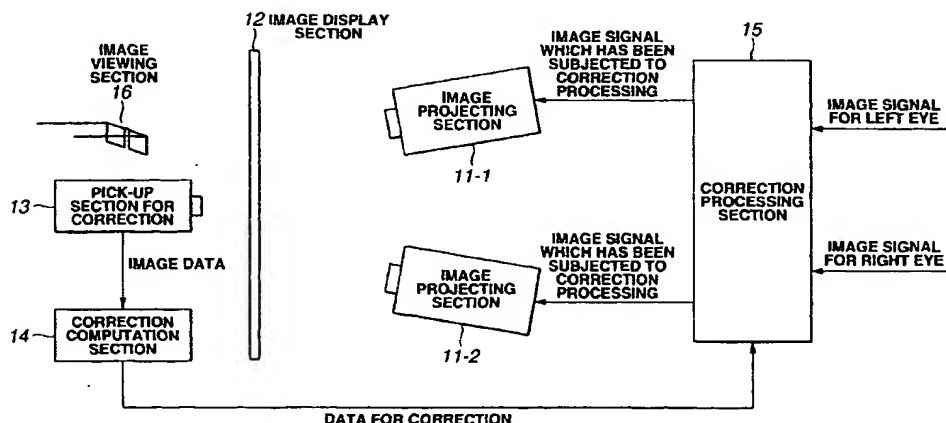 12 IMAGE DISPLAY
SECTION
IMAGE
VIEWING
SECTION
16
IMAGE SIGNAL
WHICH HAS BEEN
SUBJECTED TO
CORRECTION
PROCESSING
15
IMAGE
PROJECTING
SECTION
11-1
IMAGE SIGNAL
FOR LEFT EYE
13
PICK-UP
SECTION FOR
CORRECTION
CORRECTION
PROCESSING
SECTION
IMAGE DATA
IMAGE SIGNAL
WHICH HAS BEEN
SUBJECTED TO
CORRECTION
PROCESSING
IMAGE SIGNAL
FOR RIGHT EYE
IMAGE
PROJECTING
SECTION
11-2
14
CORRECTION
COMPUTATION
SECTION
DATA FOR CORRECTION